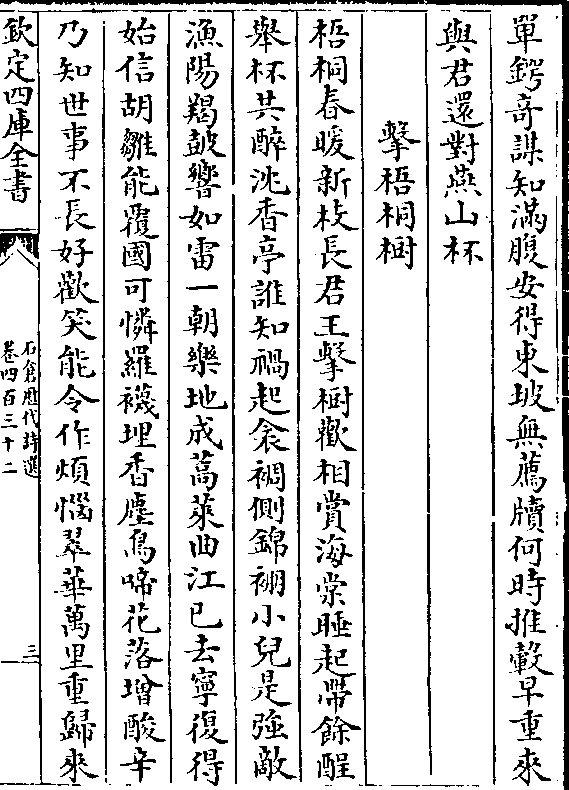 單鍔奇謀知滿腹安得東坡無薦牘何時推轂早重來
與君還對燕山杯
擊梧桐樹
梧桐春暖新枝長君王擊樹歡相賞海棠睡起帶餘酲
舉杯共醉沈香亭誰知禍起衾裯側錦裯小兒是強敵
漁陽羯鼓響如雷一朝樂地成蒿萊曲江已去寧復得
始信胡雛能覆國可憐羅襪埋香塵鳥啼花落增酸辛
乃知世事不長好歡笑能令作煩惱翠華萬里重歸來
欽定四庫全書
石倉歷代詩選
卷四百三十二
三